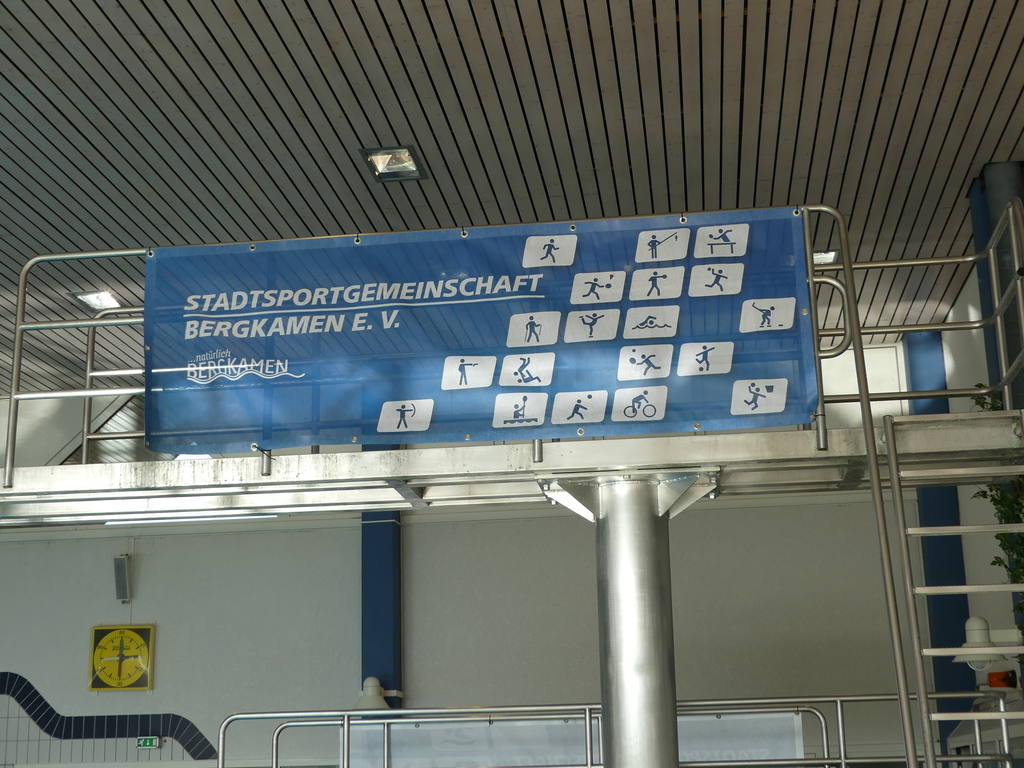 STADTSPORTGEMEINSCHAFT
BERGKAMEN E. V.
...natürlich
BERGKAMEN